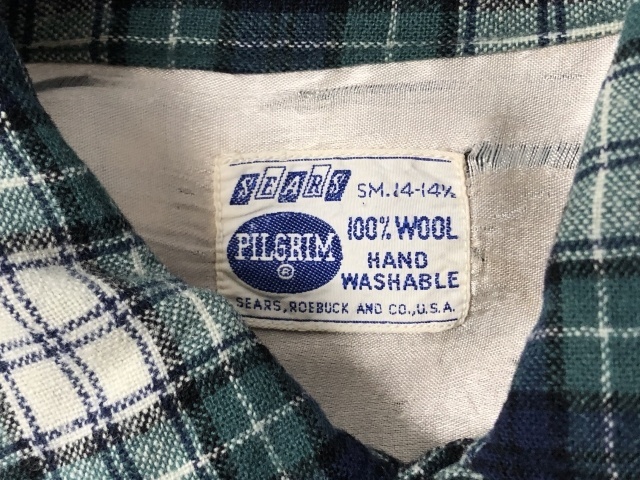 SEARS SM. 14-14½
PILGRIM ®
100% WOOL
HAND
WASHABLE
SEARS, ROEBUCK AND CO., U.S.A.